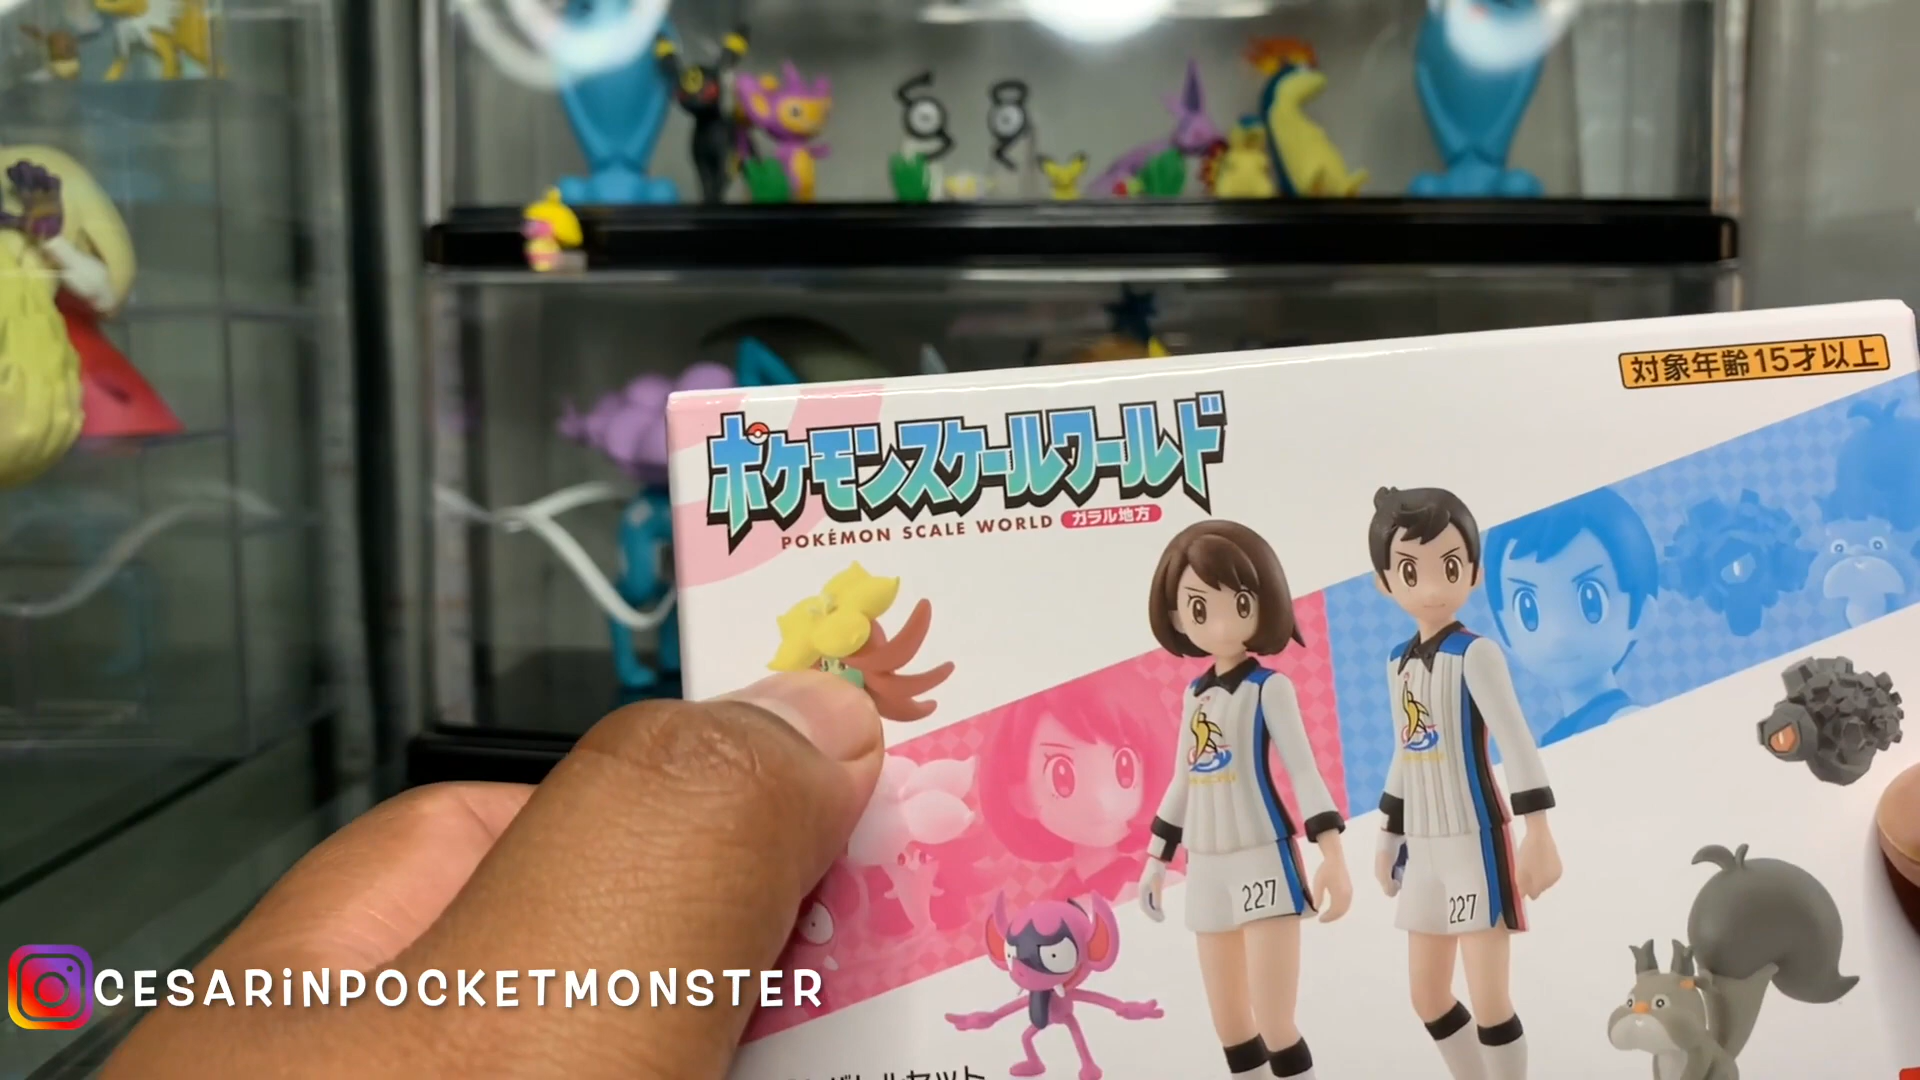 対象年齢15才以上
ポケモンスケールワールド
POKÉMON SCALE WORLD ガラル地方
227
227
CESARiNPOCKETMONSTER